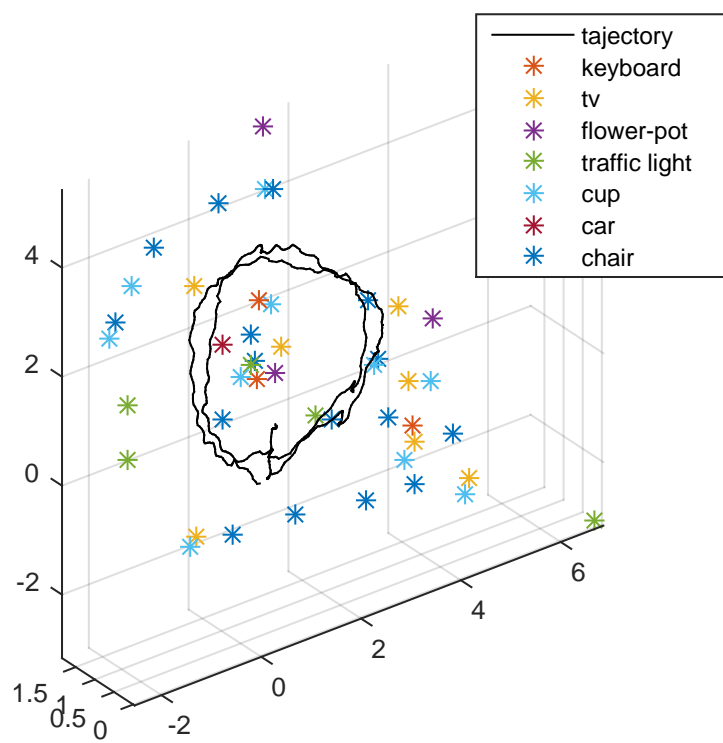 tajectory
keyboard
tv
flower-pot
traffic light
cup
car
chair
4
2
0
-2
6
4
2
0
-2
1.5
1
0.5
0